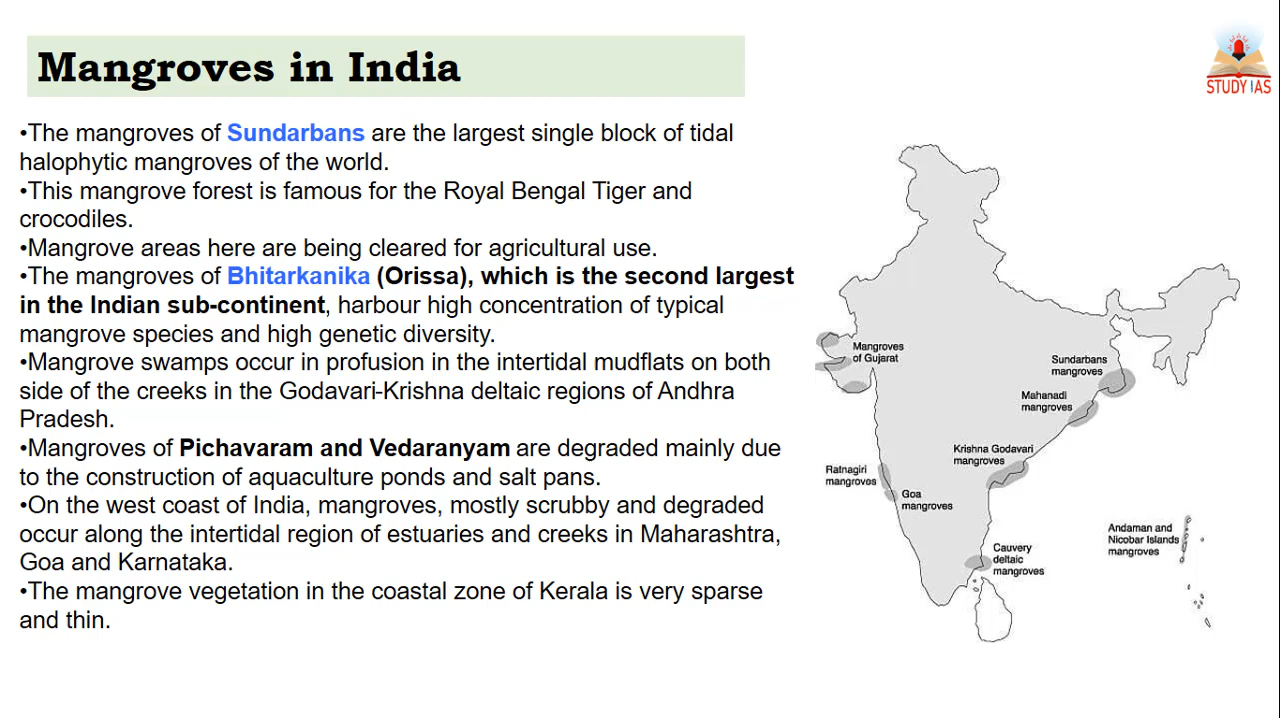 Mangroves in India
STUDY IAS
•The mangroves of Sundarbans are the largest single block of tidal
halophytic mangroves of the world.
•This mangrove forest is famous for the Royal Bengal Tiger and
crocodiles.
•Mangrove areas here are being cleared for agricultural use.
•The mangroves of Bhitarkanika (Orissa), which is the second largest
in the Indian sub-continent, harbour high concentration of typical
mangrove species and high genetic diversity.
•Mangrove swamps occur in profusion in the intertidal mudflats on both
side of the creeks in the Godavari-Krishna deltaic regions of Andhra
Pradesh.
•Mangroves of Pichavaram and Vedaranyam are degraded mainly due
to the construction of aquaculture ponds and salt pans.
•On the west coast of India, mangroves, mostly scrubby and degraded
occur along the intertidal region of estuaries and creeks in Maharashtra,
Goa and Karnataka.
•The mangrove vegetation in the coastal zone of Kerala is very sparse
and thin.
Mangroves
of Gujarat
Sundarbans
mangroves
Mahanadi
mangroves
Krishna Godavari
mangroves
Ratnagiri
mangroves
Goa
mangroves
Andaman and
Nicobar Islands
mangroves
Cauvery
deltaic
mangroves